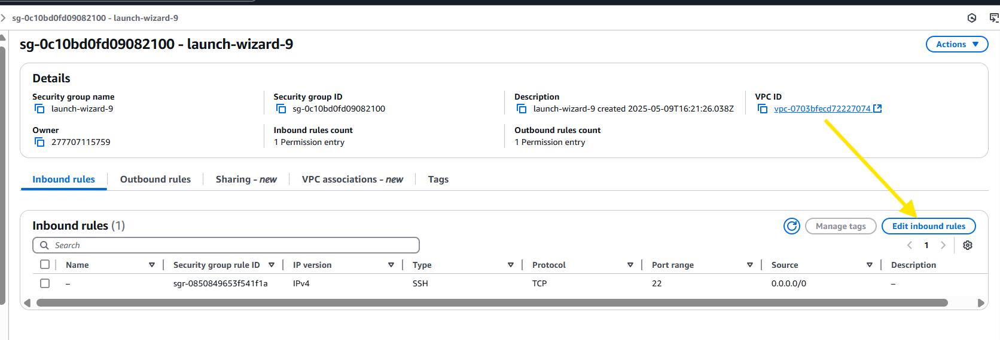 sg-0c10bd0fd09082100 - launch-wizard-9
sg-0c10bd0fd09082100 - launch-wizard-9
Actions
Details
Security group name
launch-wizard-9
Security group ID
sg-0c10bd0fd09082100
Description
launch-wizard-9 created 2025-05-09T16:21:26.038Z
VPC ID
vpc-0703bfecd72227074
Owner
277707115759
Inbound rules count
1 Permission entry
Outbound rules count
1 Permission entry
Inbound rules Outbound rules Sharing - new VPC associations - new Tags
Inbound rules (1)
Manage tags
Edit inbound rules
Search
1
Name Security group rule ID IP version Type Protocol Port range Source Description
– sgr-0850849653f541f1a IPv4 SSH TCP 22 0.0.0.0/0 –